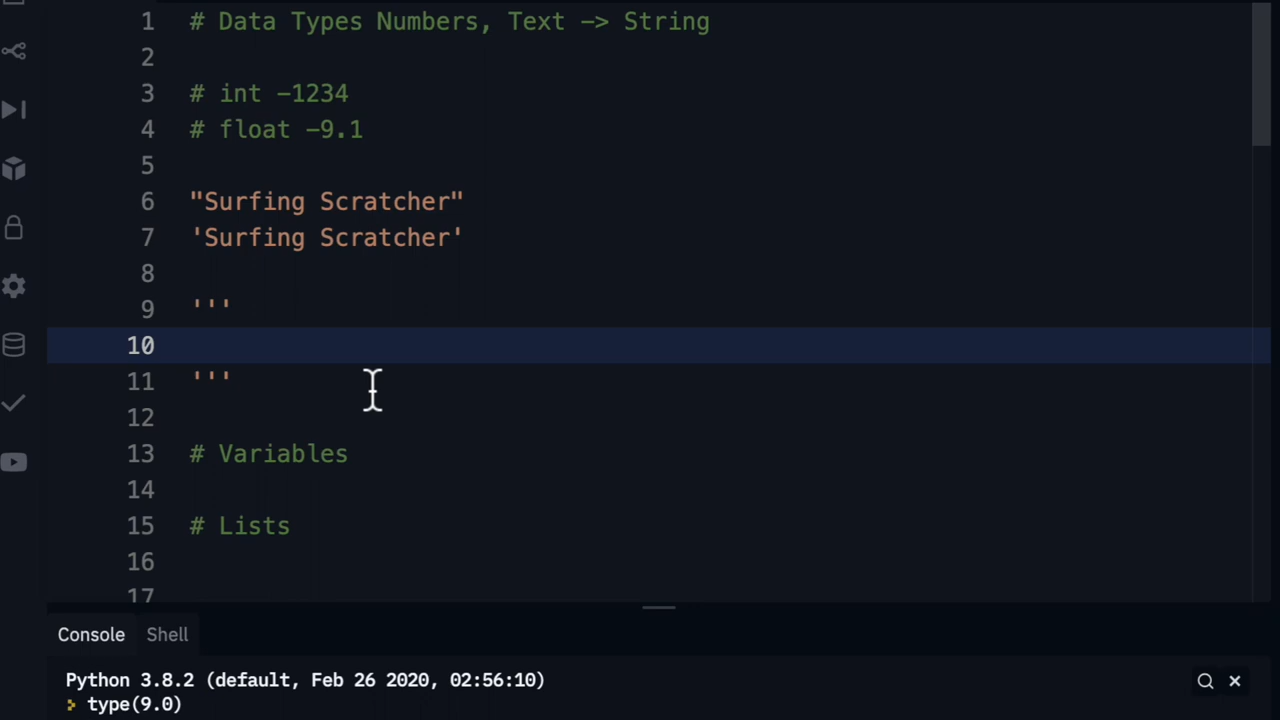 1 # Data Types Numbers, Text -> String
2
3 # int -1234
4 # float -9.1
5
6 "Surfing Scratcher"
7 'Surfing Scratcher'
8
9 '''
10
11 '''
12
13 # Variables
14
15 # Lists
16
17
Console Shell
Python 3.8.2 (default, Feb 26 2020, 02:56:10)
type(9.0)